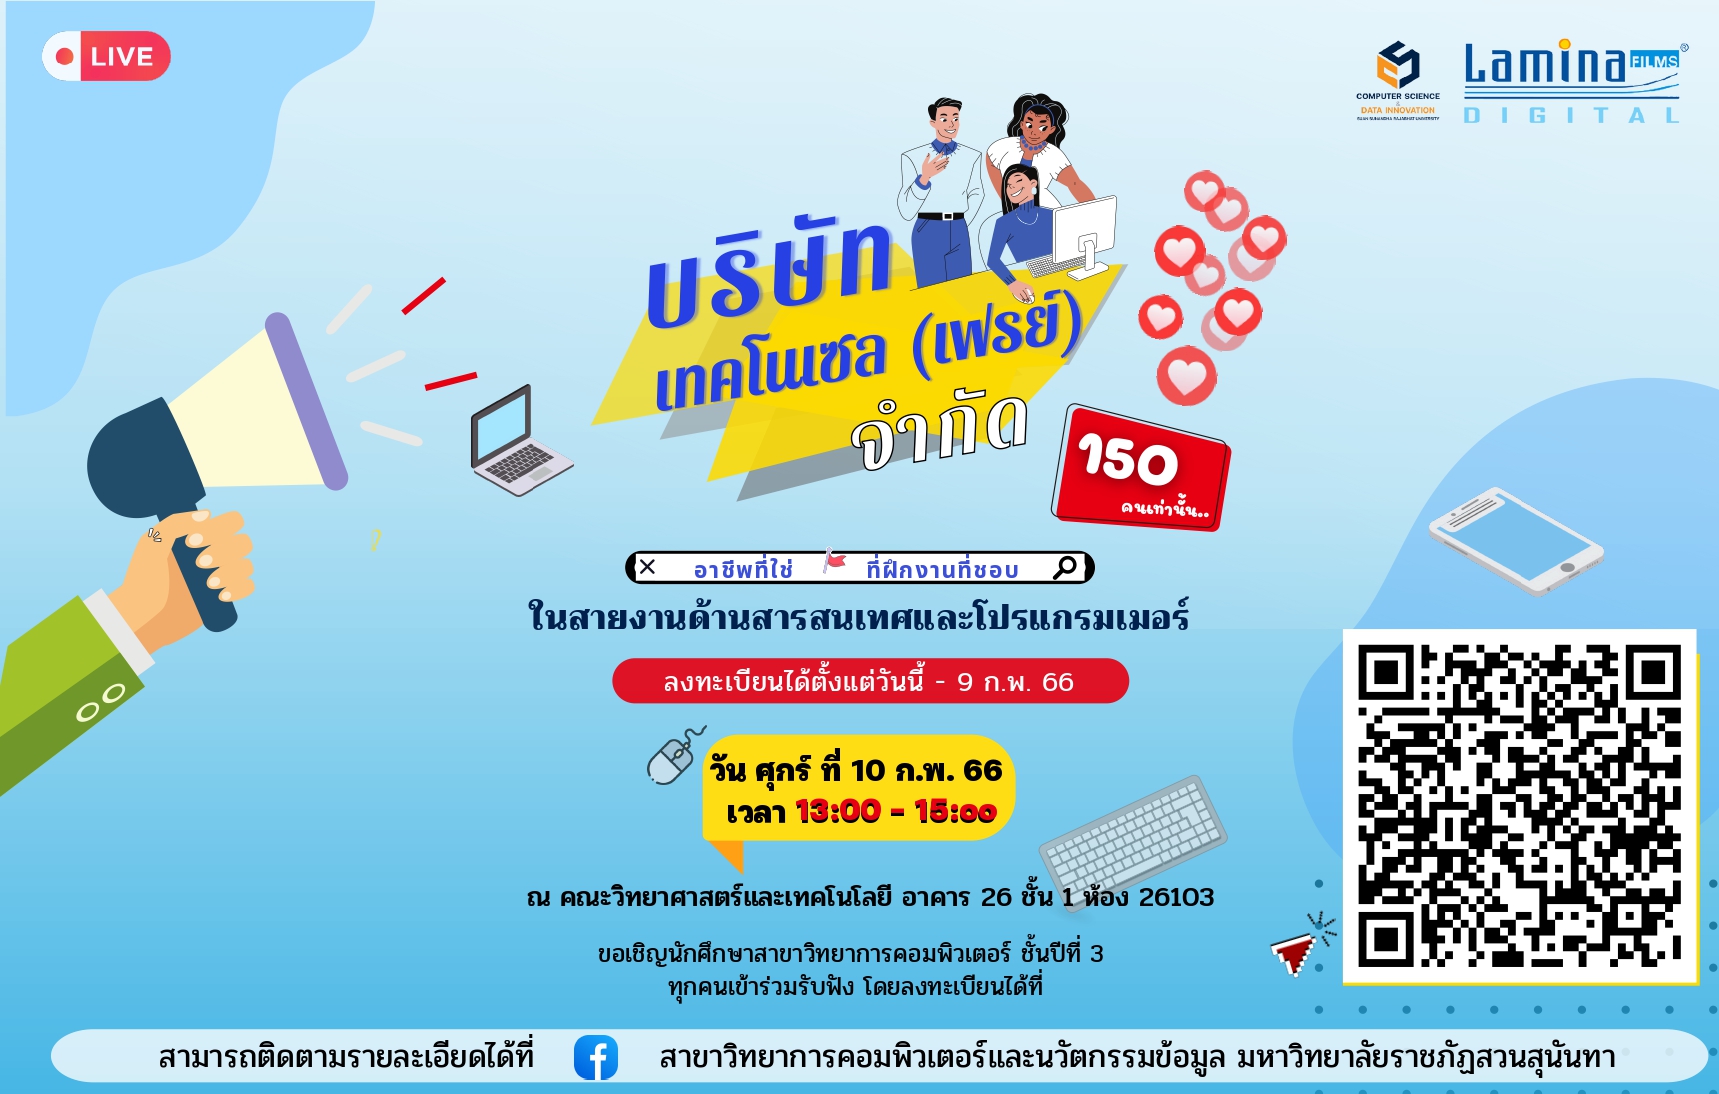 LIVE
COMPUTER SCIENCE
&
DATA INNOVATION
SUAN SUNANDHA RAJABHAT UNIVERSITY
Lamina FILMS®
DIGITAL
บริษัท
เทคโนเซล (เฟรย์)
จำกัด
150
คนเท่านั้น..
อาชีพที่ใช่ ที่ฝึกงานที่ชอบ
ในสายงานด้านสารสนเทศและโปรแกรมเมอร์
ลงทะเบียนได้ตั้งแต่วันนี้ - 9 ก.พ. 66
วัน ศุกร์ ที่ 10 ก.พ. 66
เวลา 13:00 - 15:00
ณ คณะวิทยาศาสตร์และเทคโนโลยี อาคาร 26 ชั้น 1 ห้อง 26103
ขอเชิญนักศึกษาสาขาวิทยาการคอมพิวเตอร์ ชั้นปีที่ 3
ทุกคนเข้าร่วมรับฟัง โดยลงทะเบียนได้ที่
สามารถติดตามรายละเอียดได้ที่ f สาขาวิทยาการคอมพิวเตอร์และนวัตกรรมข้อมูล มหาวิทยาลัยราชภัฏสวนสุนันทา